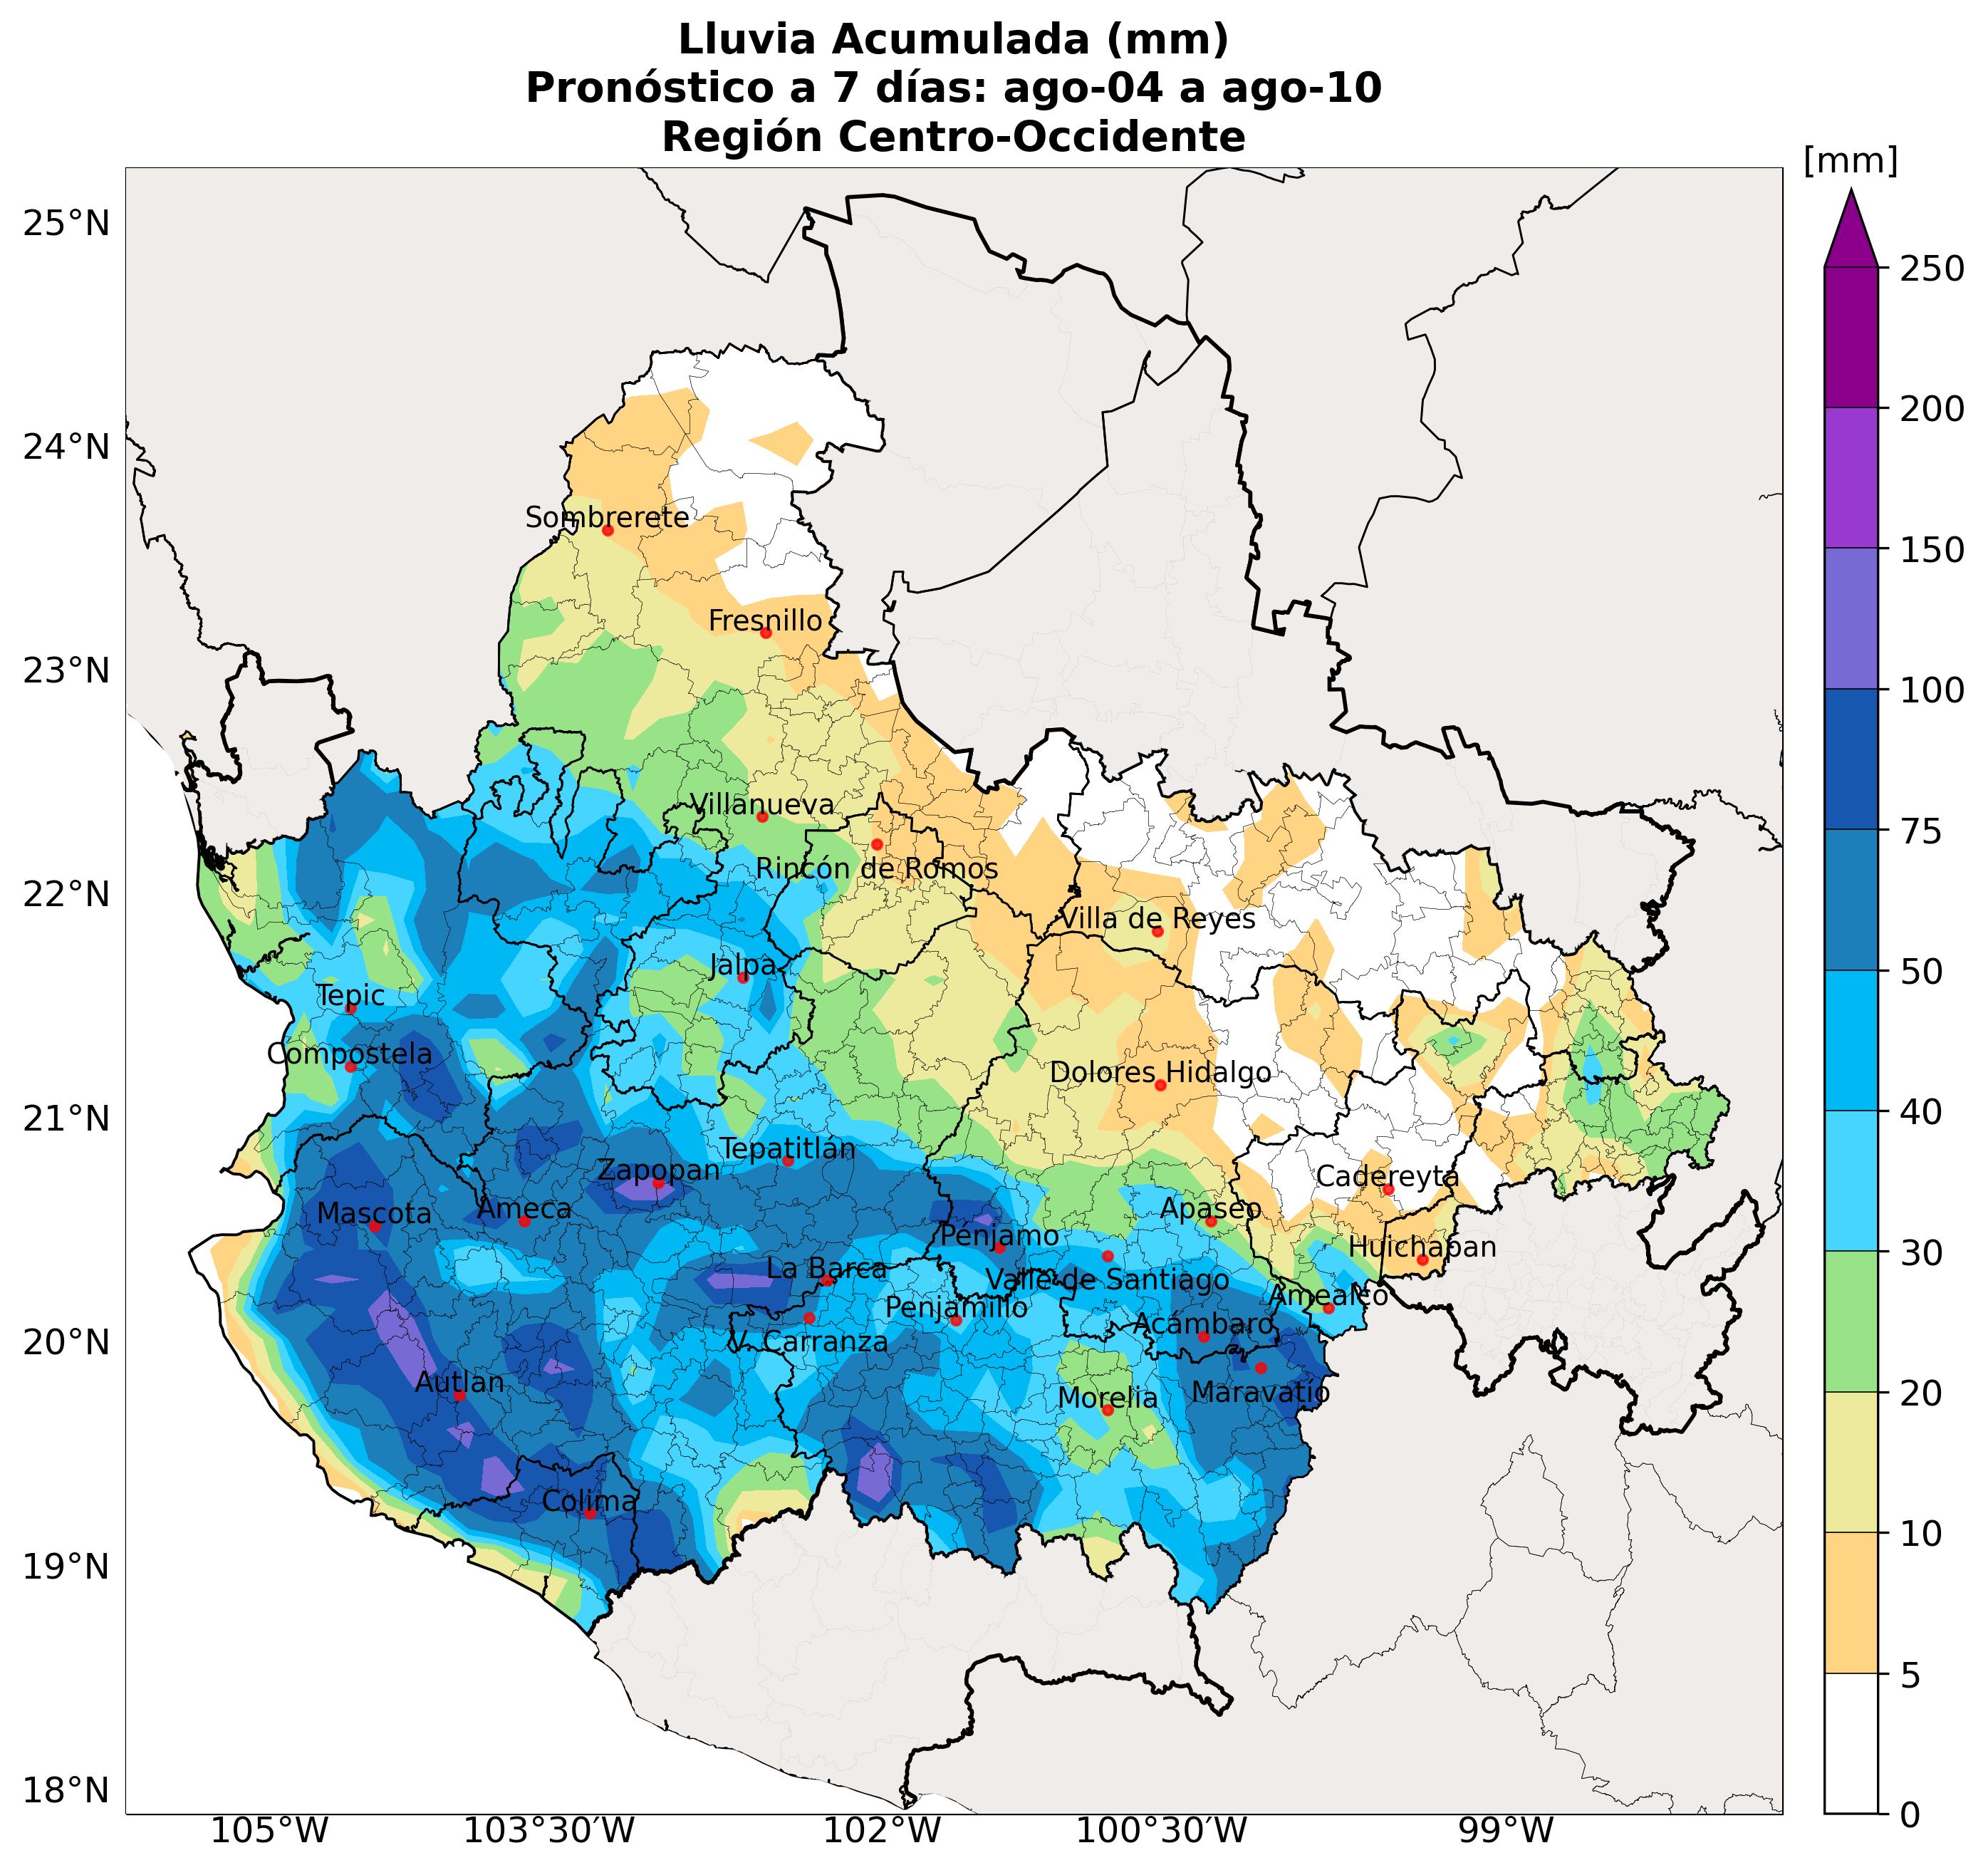 Lluvia Acumulada (mm)
Pronóstico a 7 días: ago-04 a ago-10
Región Centro-Occidente
[mm]
250
200
150
100
75
50
40
30
20
10
5
0
25°N
24°N
23°N
22°N
21°N
20°N
19°N
18°N
105°W
103°30'W
102°W
100°30'W
99°W
Sombrerete
Fresnillo
Villanueva
Rincón de Romos
Villa de Reyes
Jalpa
Tepic
Compostela
Dolores Hidalgo
Tepatitlán
Zapopan
Cadereyta
Mascota
Ameca
Apaseo
Pénjamo
Huichapan
La Barca
Valle de Santiago
Amealco
Penjamillo
Acámbaro
V. Carranza
Autlan
Morelia
Maravatío
Colima